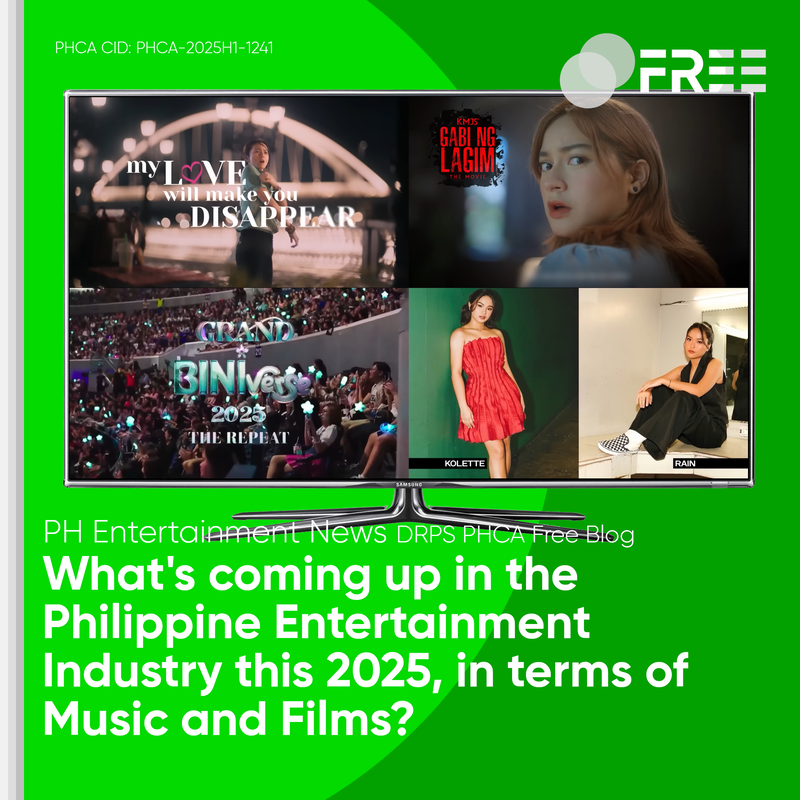 PHCA CID: PHCA-2025H1-1241
FREE
my LOVE
will make you
DISAPPEAR
KMJS
GABI NG
LAGIM
THE MOVIE
GRAND
BINIverse
2025
THE REPEAT
KOLETTE
RAIN
SAMSUNG
PH Entertainment News DRPS PHCA Free Blog
What's coming up in the
Philippine Entertainment
Industry this 2025, in terms of
Music and Films?